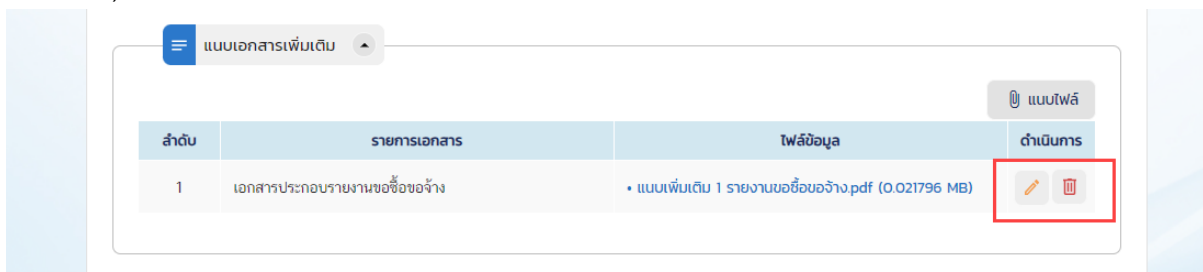 แนบเอกสารเพิ่มเติม
แนบไฟล์
ลำดับ รายการเอกสาร ไฟล์ข้อมูล ดำเนินการ
1 เอกสารประกอบรายงานขอซื้อขอจ้าง • แนบเพิ่มเติม 1 รายงานขอซื้อขอจ้าง.pdf (0.021796 MB)